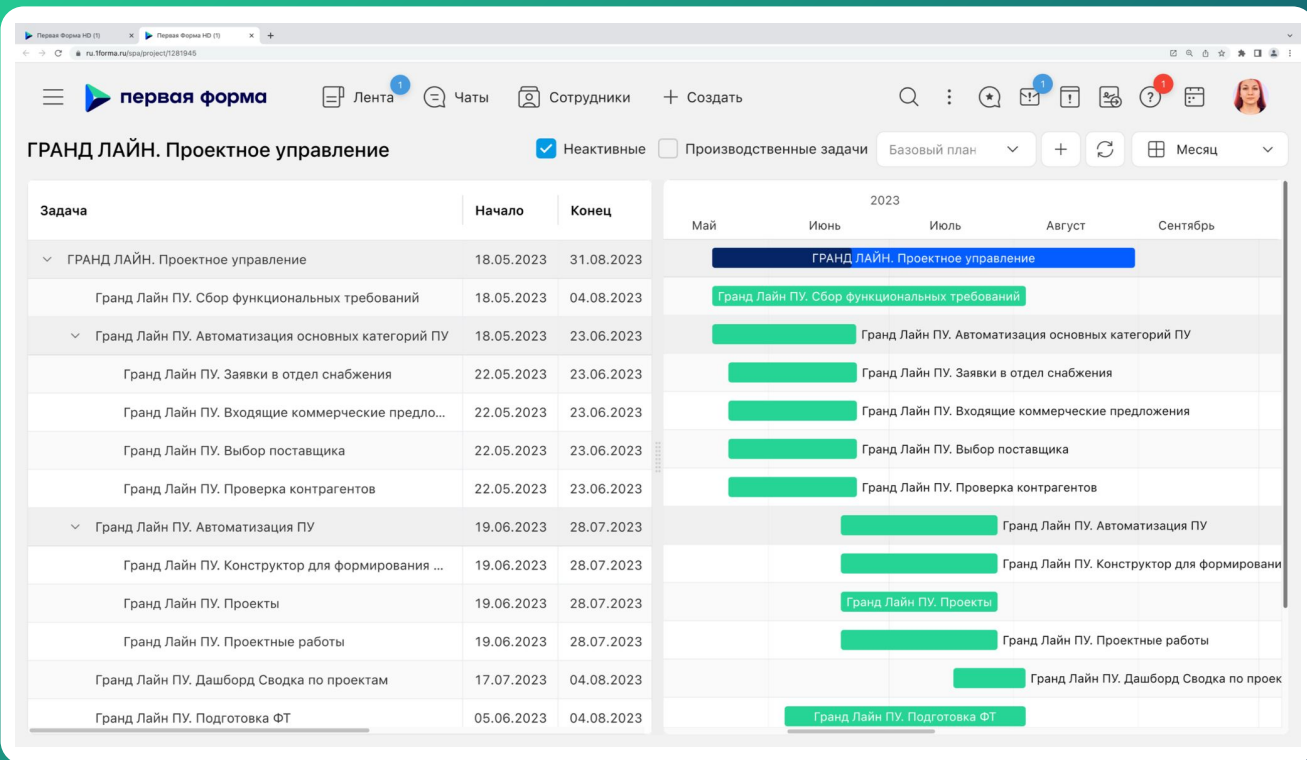 Первая Форма HD (1)
Первая Форма HD (1)
ru.1forma.ru/spa/project/1281945
первая форма
Лента
1
Чаты
Сотрудники
Создать
1
1
ГРАНД ЛАЙН. Проектное управление
Неактивные
Производственные задачи
Базовый план
Месяц
Задача
Начало
Конец
2023
Май
Июнь
Июль
Август
Сентябрь
ГРАНД ЛАЙН. Проектное управление 18.05.2023 31.08.2023 ГРАНД ЛАЙН. Проектное управление
Гранд Лайн ПУ. Сбор функциональных требований 18.05.2023 04.08.2023 Гранд Лайн ПУ. Сбор функциональных требований
Гранд Лайн ПУ. Автоматизация основных категорий ПУ 18.05.2023 23.06.2023 Гранд Лайн ПУ. Автоматизация основных категорий ПУ
Гранд Лайн ПУ. Заявки в отдел снабжения 22.05.2023 23.06.2023 Гранд Лайн ПУ. Заявки в отдел снабжения
Гранд Лайн ПУ. Входящие коммерческие предло... 22.05.2023 23.06.2023 Гранд Лайн ПУ. Входящие коммерческие предложения
Гранд Лайн ПУ. Выбор поставщика 22.05.2023 23.06.2023 Гранд Лайн ПУ. Выбор поставщика
Гранд Лайн ПУ. Проверка контрагентов 22.05.2023 23.06.2023 Гранд Лайн ПУ. Проверка контрагентов
Гранд Лайн ПУ. Автоматизация ПУ 19.06.2023 28.07.2023 Гранд Лайн ПУ. Автоматизация ПУ
Гранд Лайн ПУ. Конструктор для формирования ... 19.06.2023 28.07.2023 Гранд Лайн ПУ. Конструктор для формировани
Гранд Лайн ПУ. Проекты 19.06.2023 28.07.2023 Гранд Лайн ПУ. Проекты
Гранд Лайн ПУ. Проектные работы 19.06.2023 28.07.2023 Гранд Лайн ПУ. Проектные работы
Гранд Лайн ПУ. Дашборд Сводка по проектам 17.07.2023 04.08.2023 Гранд Лайн ПУ. Дашборд Сводка по проек
Гранд Лайн ПУ. Подготовка ФТ 05.06.2023 04.08.2023 Гранд Лайн ПУ. Подготовка ФТ